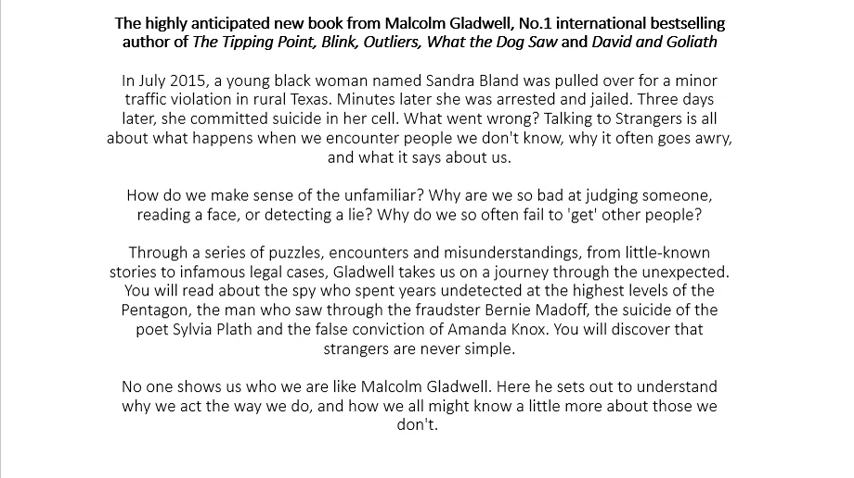 The highly anticipated new book from Malcolm Gladwell, No.1 international bestselling
author of The Tipping Point, Blink, Outliers, What the Dog Saw and David and Goliath
In July 2015, a young black woman named Sandra Bland was pulled over for a minor
traffic violation in rural Texas. Minutes later she was arrested and jailed. Three days
later, she committed suicide in her cell. What went wrong? Talking to Strangers is all
about what happens when we encounter people we don't know, why it often goes awry,
and what it says about us.
How do we make sense of the unfamiliar? Why are we so bad at judging someone,
reading a face, or detecting a lie? Why do we so often fail to 'get' other people?
Through a series of puzzles, encounters and misunderstandings, from little-known
stories to infamous legal cases, Gladwell takes us on a journey through the unexpected.
You will read about the spy who spent years undetected at the highest levels of the
Pentagon, the man who saw through the fraudster Bernie Madoff, the suicide of the
poet Sylvia Plath and the false conviction of Amanda Knox. You will discover that
strangers are never simple.
No one shows us who we are like Malcolm Gladwell. Here he sets out to understand
why we act the way we do, and how we all might know a little more about those we
don't.